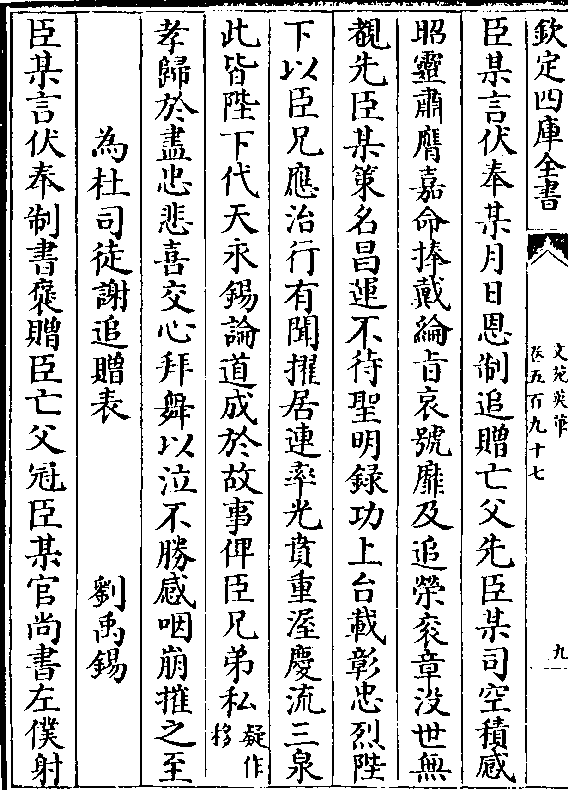 欽定四庫全書
文苑英華
卷五百九十七
九
臣某言伏奉某月日恩制追贈亡父先臣某司空積感
昭靈肅膺嘉命捧戴綸旨哀號靡及追榮衮章没世無
覩先臣某策名昌運不待聖明録功上台載彰忠烈陛
下以臣兄應治行有聞擢居連率光賁重渥慶流三泉
此皆陛下代天永錫論道成於故事俾臣兄弟私疑作移
孝歸於盡忠悲喜交心拜舞以泣不勝感咽崩摧之至
為杜司徒謝追贈表 劉禹錫
臣某言伏奉制書襃贈臣亡父冠臣某官尚書左僕射